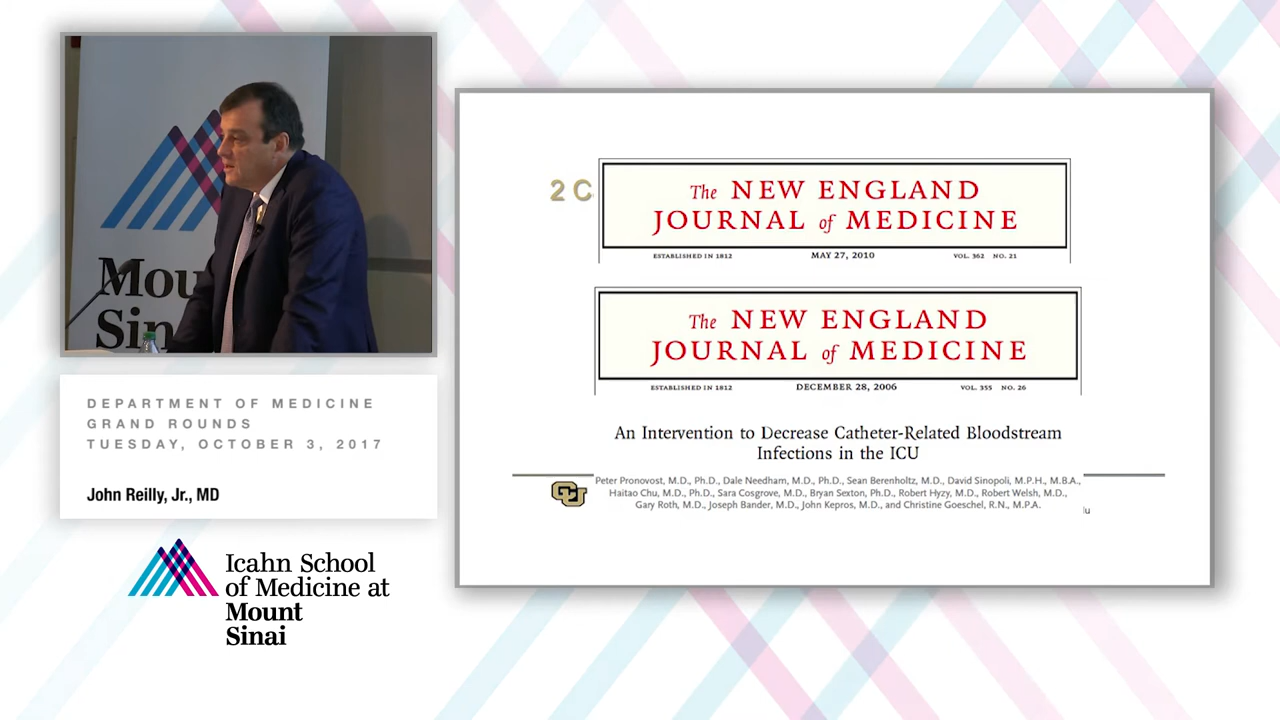 Mou
Sin
DEPARTMENT OF MEDICINE
GRAND ROUNDS
TUESDAY, OCTOBER 3, 2017
John Reilly, Jr., MD
Icahn School
of Medicine at
Mount
Sinai
2 C
The NEW ENGLAND
JOURNAL of MEDICINE
ESTABLISHED IN 1812 MAY 27, 2010 VOL. 362 NO. 21
The NEW ENGLAND
JOURNAL of MEDICINE
ESTABLISHED IN 1812 DECEMBER 28, 2006 VOL. 355 NO. 26
An Intervention to Decrease Catheter-Related Bloodstream
Infections in the ICU
CU
Peter Pronovost, M.D., Ph.D., Dale Needham, M.D., Ph.D., Sean Berenholtz, M.D., David Sinopoli, M.P.H., M.B.A.,
Haitao Chu, M.D., Ph.D., Sara Cosgrove, M.D., Bryan Sexton, Ph.D., Robert Hyzy, M.D., Robert Welsh, M.D.,
Gary Roth, M.D., Joseph Bander, M.D., John Kepros, M.D., and Christine Goeschel, R.N., M.P.A.